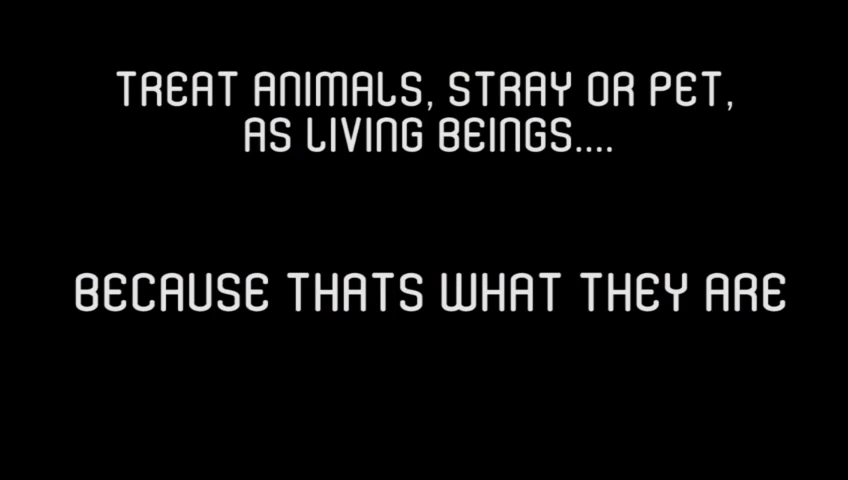 TREAT ANIMALS, STRAY OR PET,
AS LIVING BEINGS....
BECAUSE THATS WHAT THEY ARE